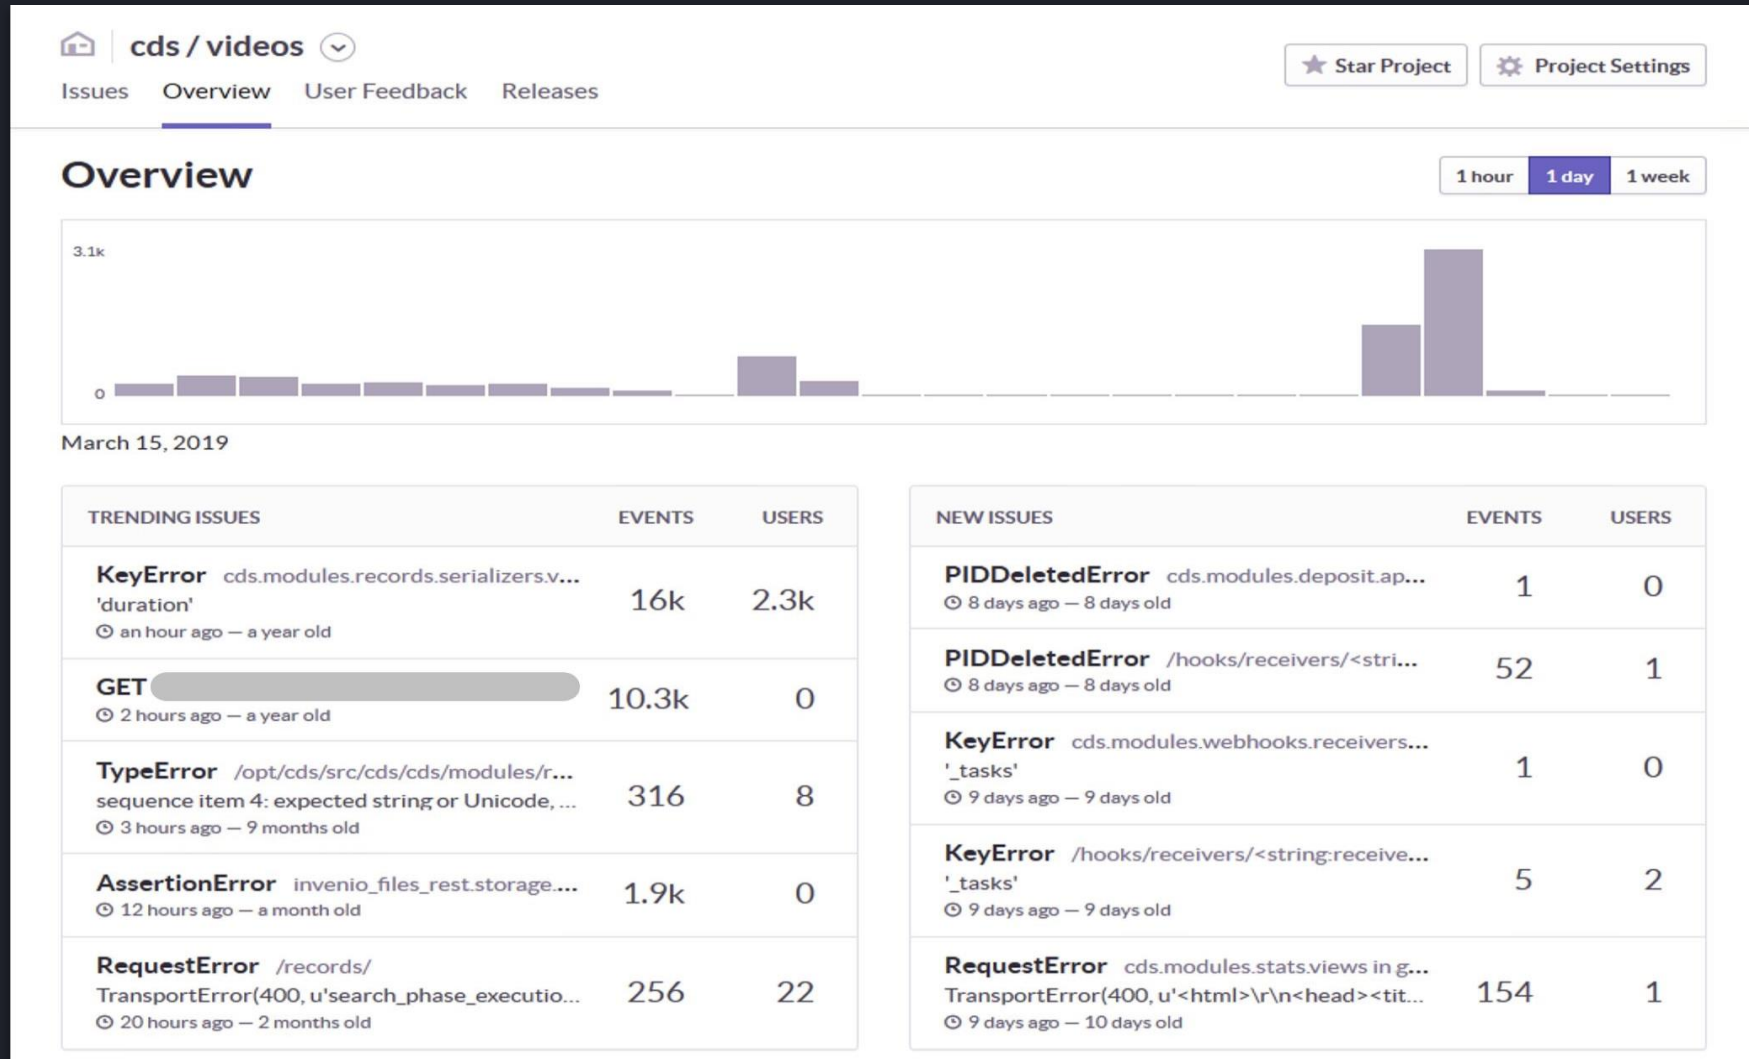 cds / videos
Star Project
Project Settings
Issues Overview User Feedback Releases
Overview
1 hour 1 day 1 week
3.1k
0
March 15, 2019
TRENDING ISSUES EVENTS USERS
KeyError cds.modules.records.serializers.v...
'duration'
an hour ago — a year old
16k 2.3k
GET
2 hours ago — a year old
10.3k 0
TypeError /opt/cds/src/cds/cds/modules/r...
sequence item 4: expected string or Unicode, ...
3 hours ago — 9 months old
316 8
AssertionError invenio_files_rest.storage....
12 hours ago — a month old
1.9k 0
RequestError /records/
TransportError(400, u'search_phase_executio...
20 hours ago — 2 months old
256 22
NEW ISSUES EVENTS USERS
PIDDeletedError cds.modules.deposit.ap...
8 days ago — 8 days old
1 0
PIDDeletedError /hooks/receivers/<stri...
8 days ago — 8 days old
52 1
KeyError cds.modules.webhooks.receivers...
'_tasks'
9 days ago — 9 days old
1 0
KeyError /hooks/receivers/<string:receive...
'_tasks'
9 days ago — 9 days old
5 2
RequestError cds.modules.stats.views in g...
TransportError(400, u'<html>\r\n<head><tit...
9 days ago — 10 days old
154 1